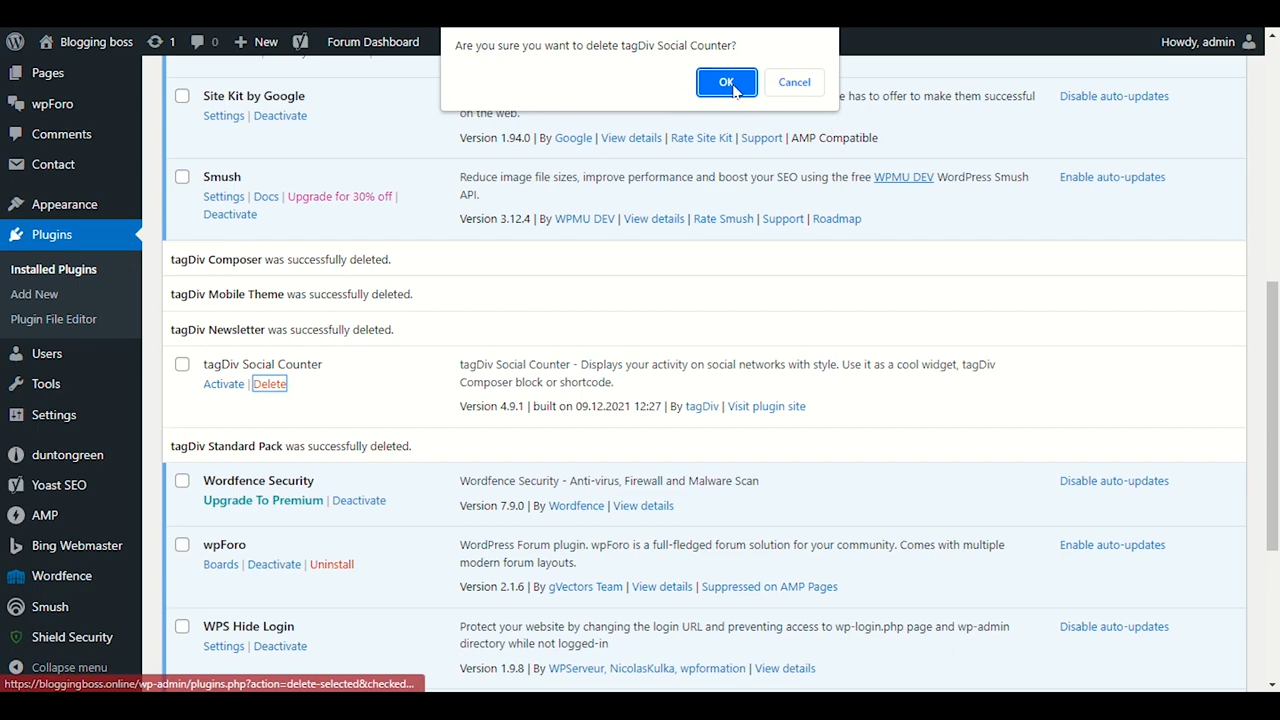 Blogging boss
1
0
New
Forum Dashboard
Howdy, admin
Are you sure you want to delete tagDiv Social Counter?
OK
Cancel
Pages
wpForo
Comments
Contact
Appearance
Plugins
Installed Plugins
Add New
Plugin File Editor
Users
Tools
Settings
duntongreen
Yoast SEO
AMP
Bing Webmaster
Wordfence
Smush
Shield Security
Collapse menu
Site Kit by Google
Settings | Deactivate
e has to offer to make them successful
on the web.
Version 1.94.0 | By Google | View details | Rate Site Kit | Support | AMP Compatible
Disable auto-updates
Smush
Settings | Docs | Upgrade for 30% off |
Deactivate
Reduce image file sizes, improve performance and boost your SEO using the free WPMU DEV WordPress Smush
API.
Version 3.12.4 | By WPMU DEV | View details | Rate Smush | Support | Roadmap
Enable auto-updates
tagDiv Composer was successfully deleted.
tagDiv Mobile Theme was successfully deleted.
tagDiv Newsletter was successfully deleted.
tagDiv Social Counter
Activate | Delete
tagDiv Social Counter - Displays your activity on social networks with style. Use it as a cool widget, tagDiv
Composer block or shortcode.
Version 4.9.1 | built on 09.12.2021 12:27 | By tagDiv | Visit plugin site
tagDiv Standard Pack was successfully deleted.
Wordfence Security
Upgrade To Premium | Deactivate
Wordfence Security - Anti-virus, Firewall and Malware Scan
Version 7.9.0 | By Wordfence | View details
Disable auto-updates
wpForo
Boards | Deactivate | Uninstall
WordPress Forum plugin. wpForo is a full-fledged forum solution for your community. Comes with multiple
modern forum layouts.
Version 2.1.6 | By gVectors Team | View details | Suppressed on AMP Pages
Enable auto-updates
WPS Hide Login
Settings | Deactivate
Protect your website by changing the login URL and preventing access to wp-login.php page and wp-admin
directory while not logged-in
Version 1.9.8 | By WPServeur, NicolasKulka, wpformation | View details
Disable auto-updates
https://bloggingboss.online/wp-admin/plugins.php?action=delete-selected&checked...